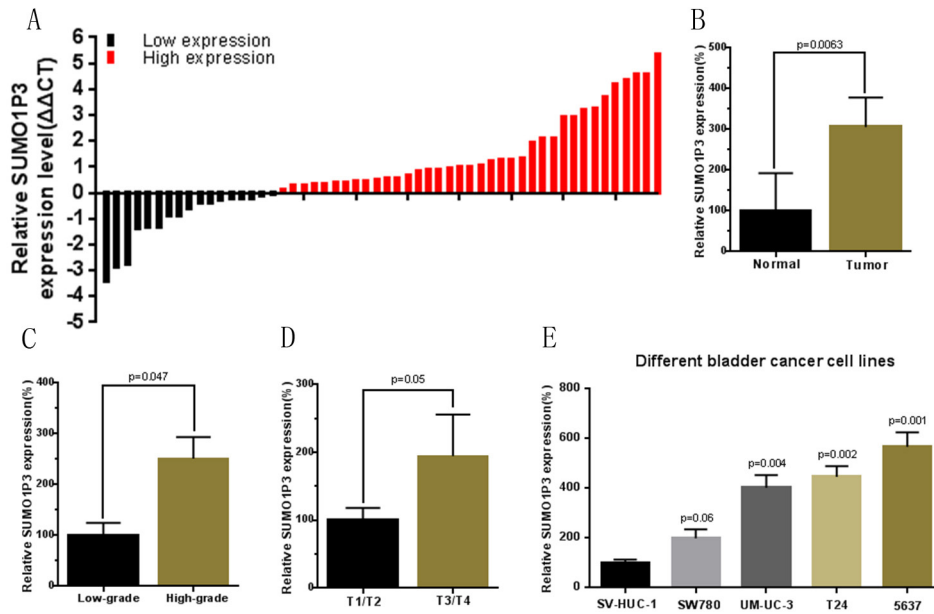 A
Relative SUMO1P3
expression level(ΔΔCT)
6
5
4
3
2
1
0
-1
-2
-3
-4
-5
Low expression
High expression
B
Relative SUMO1P3 expression(%)
500
400
300
200
100
0
p=0.0063
Normal Tumor
C
Relative SUMO1P3 expression(%)
400
300
200
100
0
p=0.047
Low-grade High-grade
D
Relative SUMO1P3 expression(%)
300
200
100
0
p=0.05
T1/T2 T3/T4
E
Different bladder cancer cell lines
Relative SUMO1P3 expression(%)
800
600
400
200
0
p=0.06
p=0.004
p=0.002
p=0.001
SV-HUC-1 SW780 UM-UC-3 T24 5637